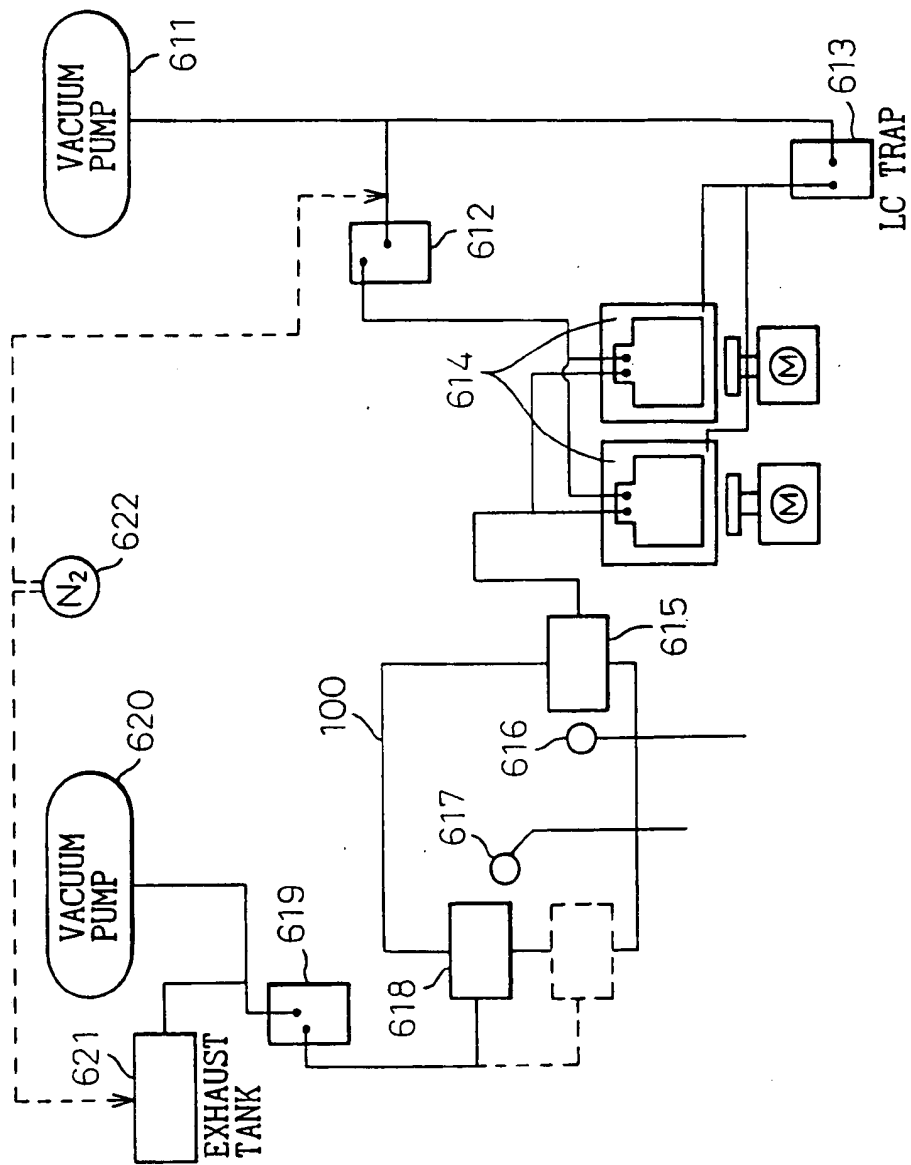 VACUUM
PUMP
VACUUM
PUMP
N2
621
620
622
611
EXHAUST
TANK
619
100
618
617
614
612
616
615
M
M
613
LC TRAP